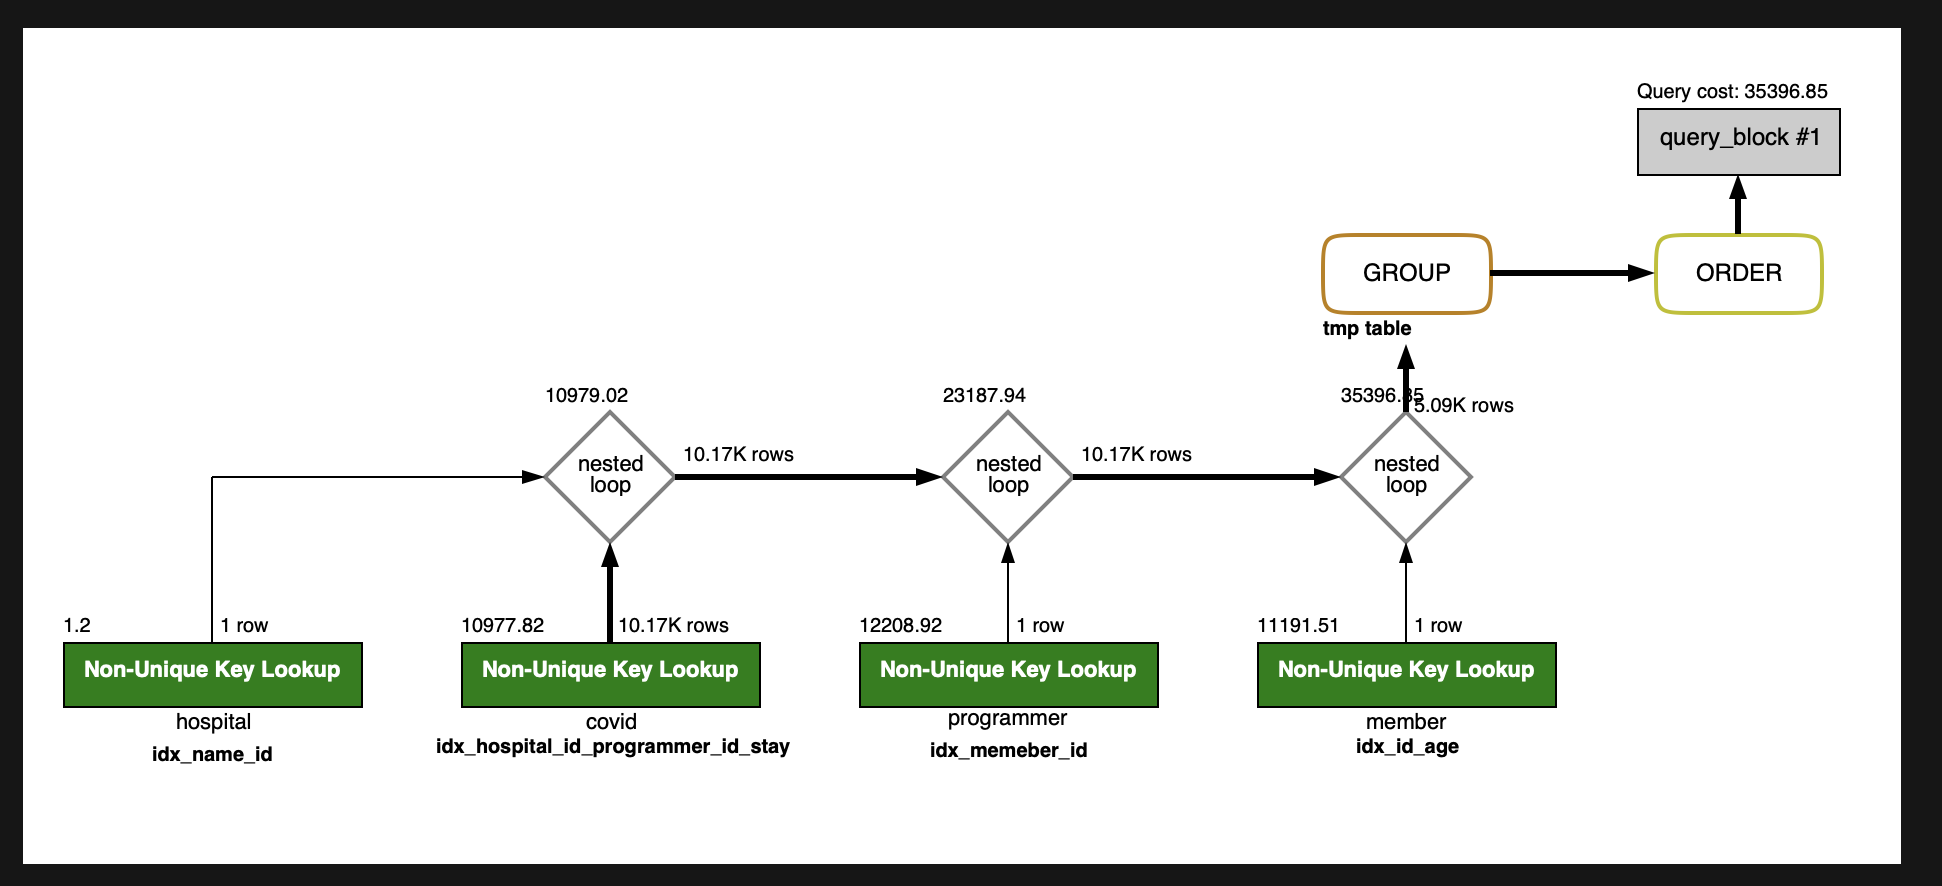 Query cost: 35396.85
query_block #1
GROUP
ORDER
tmp table
10979.02
23187.94
35396.85
5.09K rows
nested
loop
10.17K rows
nested
loop
10.17K rows
nested
loop
1.2
1 row
10977.82
10.17K rows
12208.92
1 row
11191.51
1 row
Non-Unique Key Lookup
Non-Unique Key Lookup
Non-Unique Key Lookup
Non-Unique Key Lookup
hospital
covid
programmer
member
idx_name_id
idx_hospital_id_programmer_id_stay
idx_memeber_id
idx_id_age